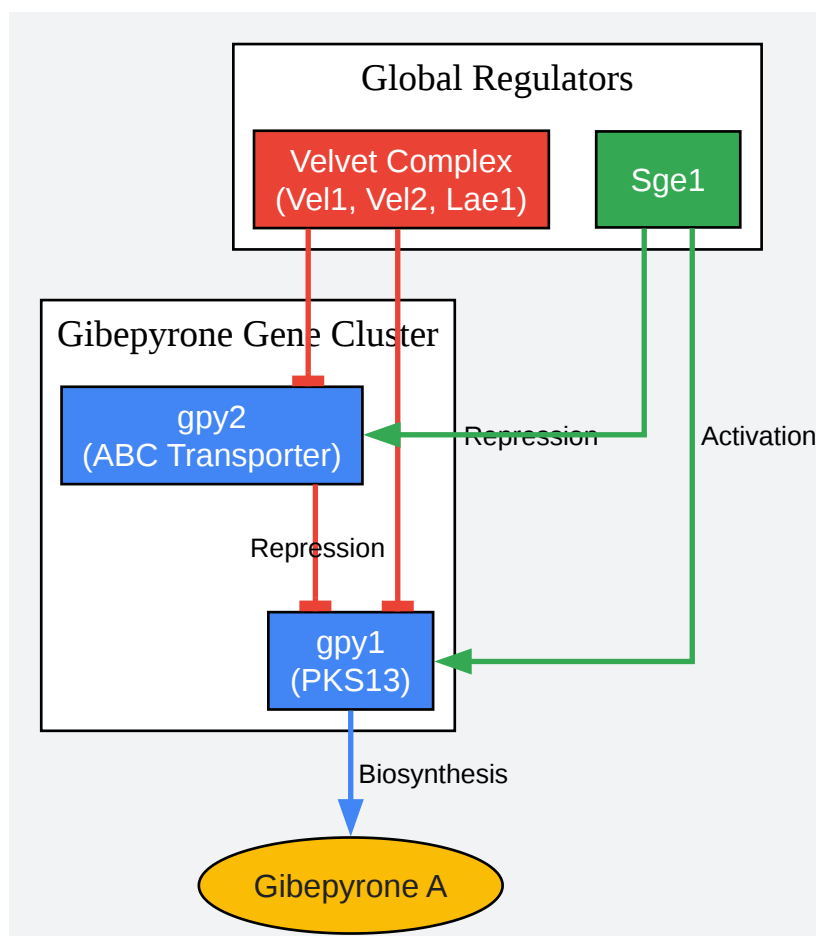 Global Regulators
Velvet Complex
(Vel1, Vel2, Lae1)
Sge1
Gibepyrone Gene Cluster
gpy2
(ABC Transporter)
Repression
Activation
Repression
gpy1
(PKS13)
Biosynthesis
Gibepyrone A